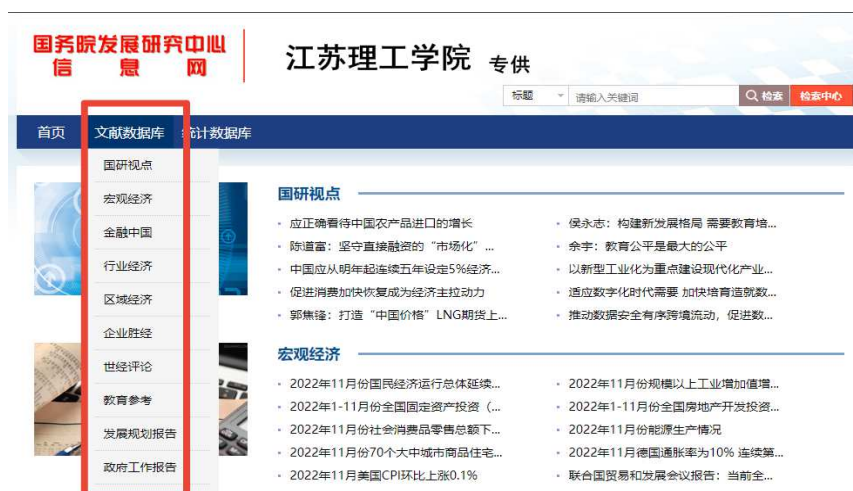 国务院发展研究中心
信息网
江苏理工学院 专供
标题 请输入关键词 检索 检索中心
首页 文献数据库 统计数据库
国研视点
宏观经济
金融中国
行业经济
区域经济
企业胜经
世经评论
教育参考
发展规划报告
政府工作报告
国研视点
应正确看待中国农产品进口的增长
侯永志：构建新发展格局 需要教育培...
陈道富：坚守直接融资的“市场化”...
余宇：教育公平是最大的公平
中国应从明年起连续五年设定5%经济...
以新型工业化为重点建设现代化产业...
促进消费加快恢复成为经济主拉动力
适应数字化时代需要 加快培育造就数...
郭焦锋：打造“中国价格”LNG期货上...
推动数据安全有序跨境流动，促进数...
宏观经济
2022年11月份国民经济运行总体延续...
2022年11月份规模以上工业增加值增...
2022年1-11月份全国固定资产投资（...
2022年1-11月份全国房地产开发投资...
2022年11月份社会消费品零售总额下...
2022年11月份能源生产情况
2022年11月份70个大中城市商品住宅...
2022年11月德国通胀率为10% 连续第...
2022年11月美国CPI环比上涨0.1%
联合国贸易和发展会议报告：当前全...